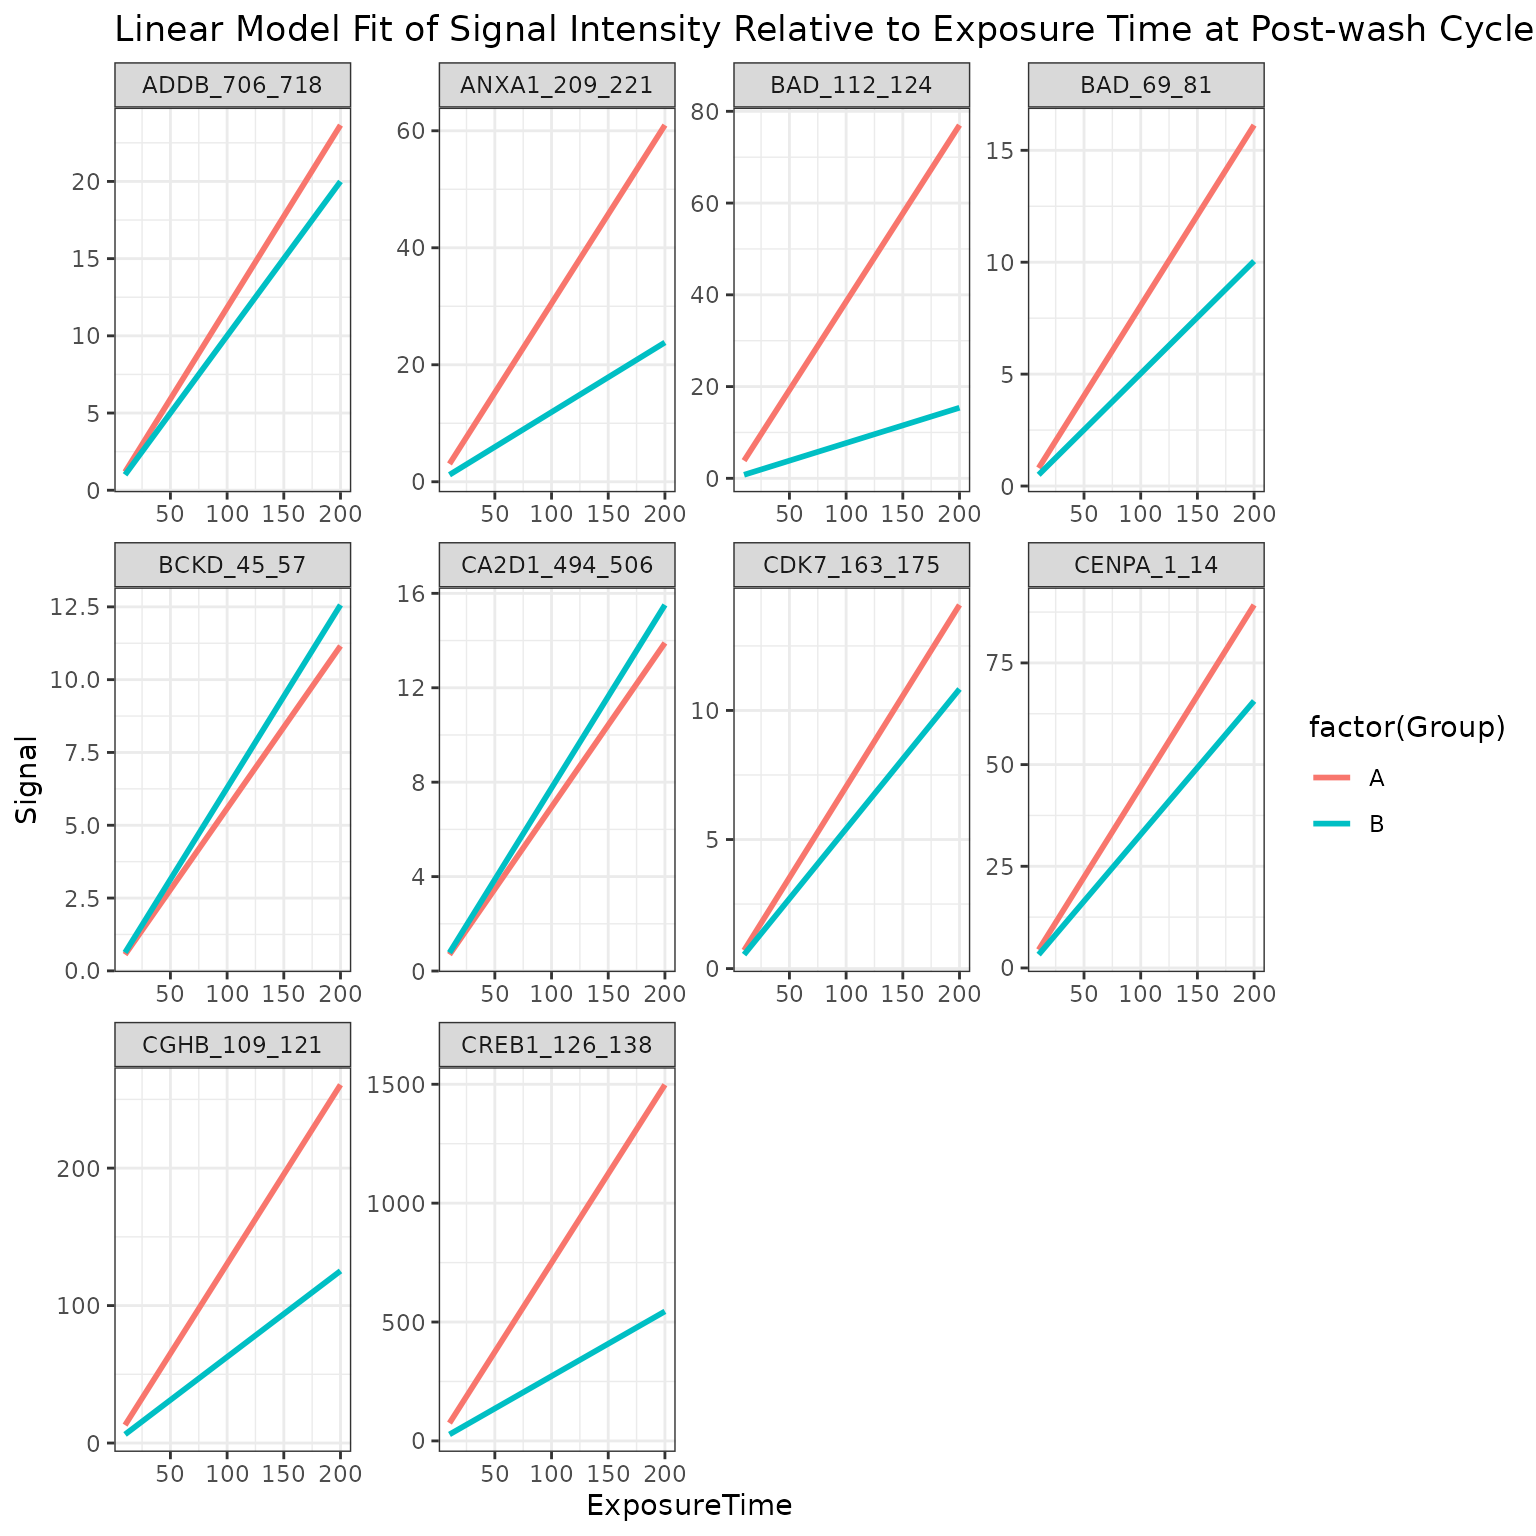 Linear Model Fit of Signal Intensity Relative to Exposure Time at Post-wash Cycle
ADDB_706_718
ANXA1_209_221
BAD_112_124
BAD_69_81
20
15
10
5
0
60
40
20
0
80
60
40
20
0
15
10
5
0
50 100 150 200
50 100 150 200
50 100 150 200
50 100 150 200
BCKD_45_57
CA2D1_494_506
CDK7_163_175
CENPA_1_14
12.5
10.0
7.5
5.0
2.5
0.0
16
12
8
4
0
10
5
0
75
50
25
0
50 100 150 200
50 100 150 200
50 100 150 200
50 100 150 200
Signal
factor(Group)
A
B
CGHB_109_121
CREB1_126_138
200
100
0
1500
1000
500
0
50 100 150 200
50 100 150 200
ExposureTime